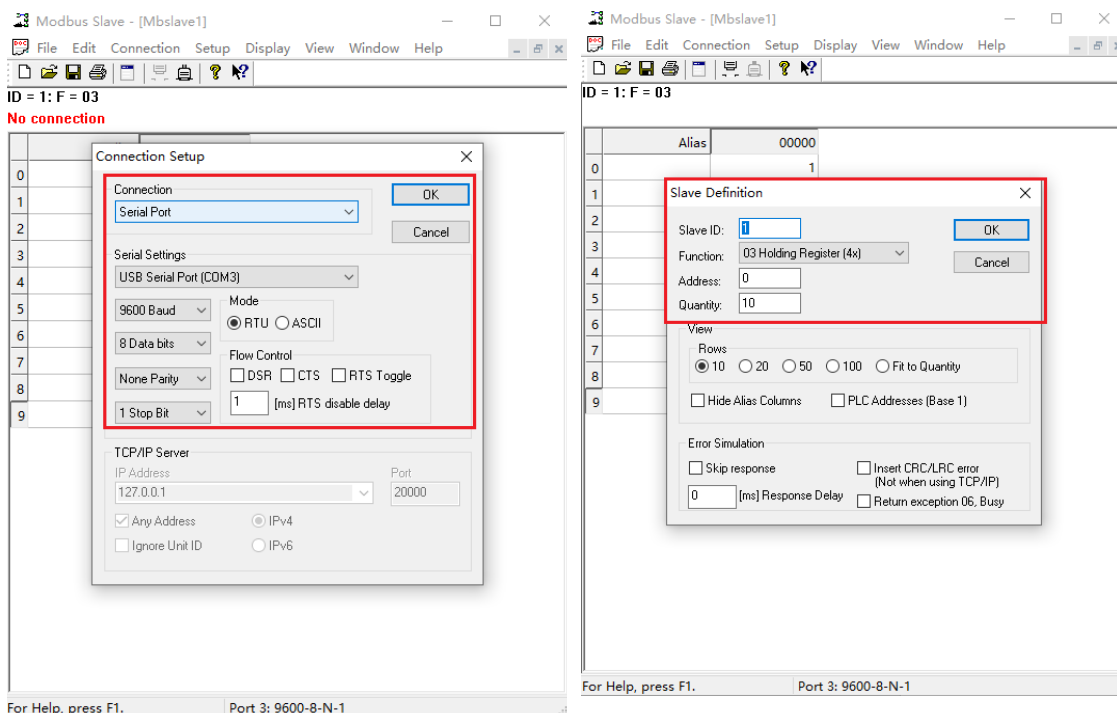 Modbus Slave - [Mbslave1]
File Edit Connection Setup Display View Window Help
ID = 1: F = 03
No connection
0
1
2
3
4
5
6
7
8
9
Connection Setup
Connection
Serial Port
OK
Cancel
Serial Settings
USB Serial Port (COM3)
9600 Baud
8 Data bits
None Parity
1 Stop Bit
Mode
RTU ASCII
Flow Control
DSR CTS RTS Toggle
1 [ms] RTS disable delay
TCP/IP Server
IP Address Port
127.0.0.1 20000
Any Address IPv4
Ignore Unit ID IPv6
For Help, press F1. Port 3: 9600-8-N-1
Modbus Slave - [Mbslave1]
File Edit Connection Setup Display View Window Help
ID = 1: F = 03
Alias 00000
0 1
1
2
3
4
5
6
7
8
9
Slave Definition
Slave ID: 1 OK
Function: 03 Holding Register (4x) Cancel
Address: 0
Quantity: 10
View
Rows
10 20 50 100 Fit to Quantity
Hide Alias Columns PLC Addresses (Base 1)
Error Simulation
Skip response Insert CRC/LRC error
(Not when using TCP/IP)
0 [ms] Response Delay Return exception 06, Busy
For Help, press F1. Port 3: 9600-8-N-1